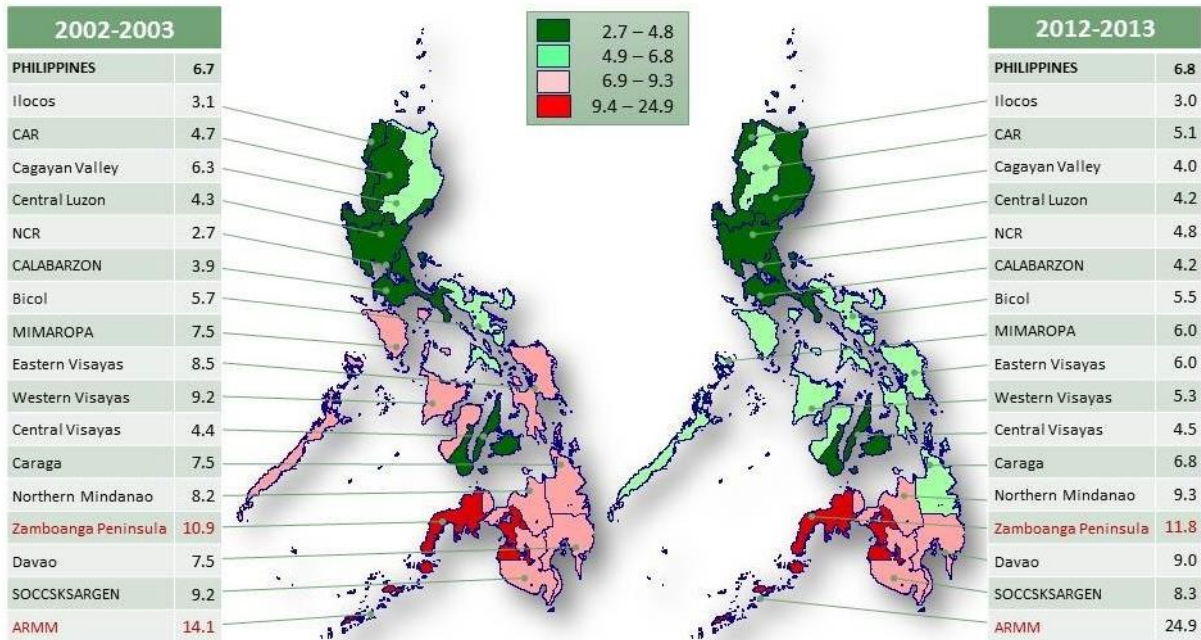 2002-2003
PHILIPPINES 6.7
Ilocos 3.1
CAR 4.7
Cagayan Valley 6.3
Central Luzon 4.3
NCR 2.7
CALABARZON 3.9
Bicol 5.7
MIMAROPA 7.5
Eastern Visayas 8.5
Western Visayas 9.2
Central Visayas 4.4
Caraga 7.5
Northern Mindanao 8.2
Zamboanga Peninsula 10.9
Davao 7.5
SOCCSKSARGEN 9.2
ARMM 14.1
2.7 – 4.8
4.9 – 6.8
6.9 – 9.3
9.4 – 24.9
2012-2013
PHILIPPINES 6.8
Ilocos 3.0
CAR 5.1
Cagayan Valley 4.0
Central Luzon 4.2
NCR 4.8
CALABARZON 4.2
Bicol 5.5
MIMAROPA 6.0
Eastern Visayas 6.0
Western Visayas 5.3
Central Visayas 4.5
Caraga 6.8
Northern Mindanao 9.3
Zamboanga Peninsula 11.8
Davao 9.0
SOCCSKSARGEN 8.3
ARMM 24.9